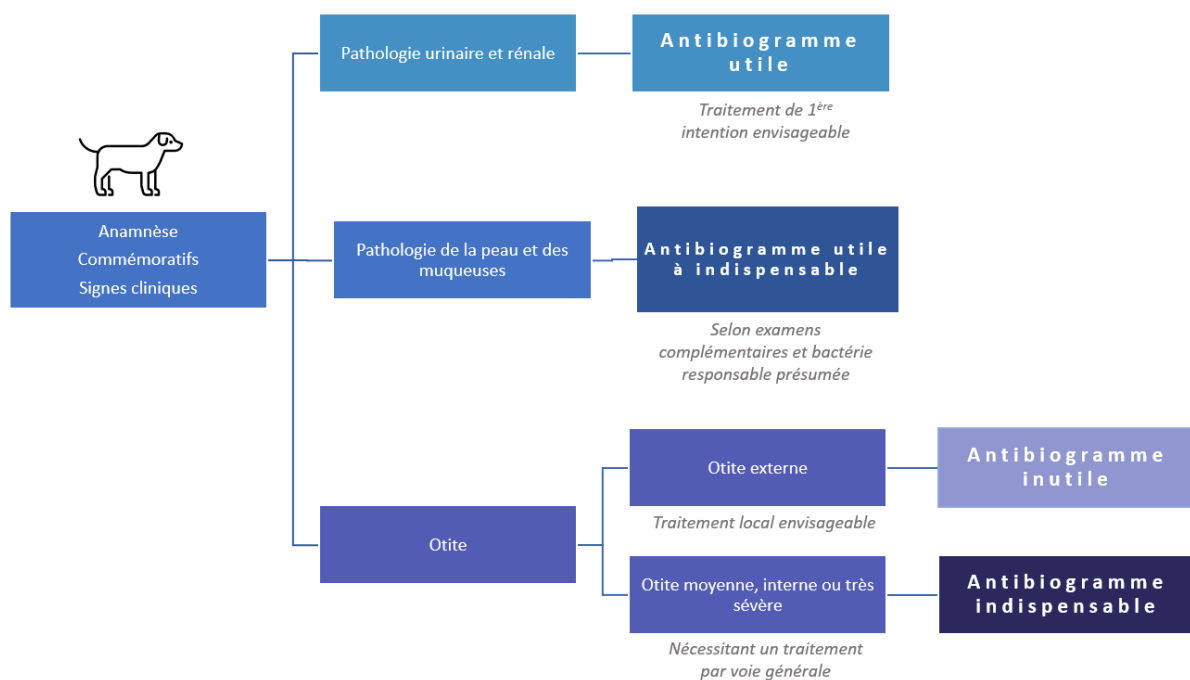 Pathologie urinaire et rénale
Antibiogramme
utile
Traitement de 1ère
intention envisageable
Anamnèse
Commémoratifs
Signes cliniques
Pathologie de la peau et des
muqueuses
Antibiogramme utile
à indispensable
Selon examens
complémentaires et bactérie
responsable présumée
Otite
Otite externe
Traitement local envisageable
Antibiogramme
inutile
Otite moyenne, interne ou très
sévère
Nécessitant un traitement
par voie générale
Antibiogramme
indispensable